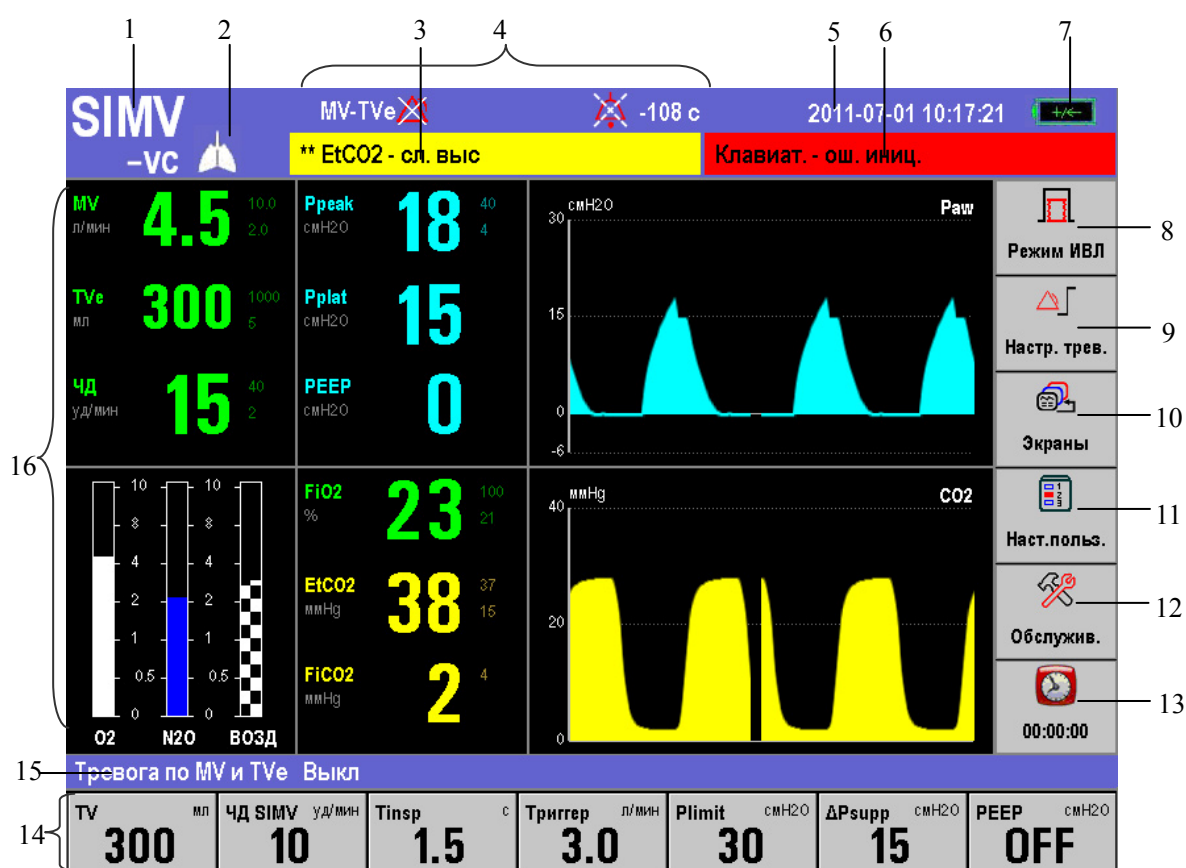 1 2 3 4 5 6 7
SIMV
-VC
MV-TVe -108 c 2011-07-01 10:17:21 +/←
** EtCO2 - сл. выс Клавиат. - ош. иниц.
MV 4.5 10.0
л/мин 2.0
TVe 300 1000
мл 5
ЧД 15 40
уд/мин 2
Ppeak 18 40
смH2O 4
Pplat 15
смH2O
PEEP 0
смH2O
смH2O Paw
30
15
0
-6
8
Режим ИВЛ
9
Настр. трев.
10
Экраны
11
Наст.польз.
12
Обслужив.
13
00:00:00
16
10 10
8 8
4 4
2 2
1 1
0.5 0.5
0 0
O2 N2O ВОЗД
FiO2 23 100
% 21
EtCO2 38 37
ммHg 15
FiCO2 2 4
ммHg
ммHg CO2
40
20
0
15 Тревога по MV и TVe Выкл
14
TV мл
300
ЧД SIMV уд/мин
10
Tinsp с
1.5
Триггер л/мин
3.0
Plimit смH2O
30
ΔPsupp смH2O
15
PEEP смH2O
OFF